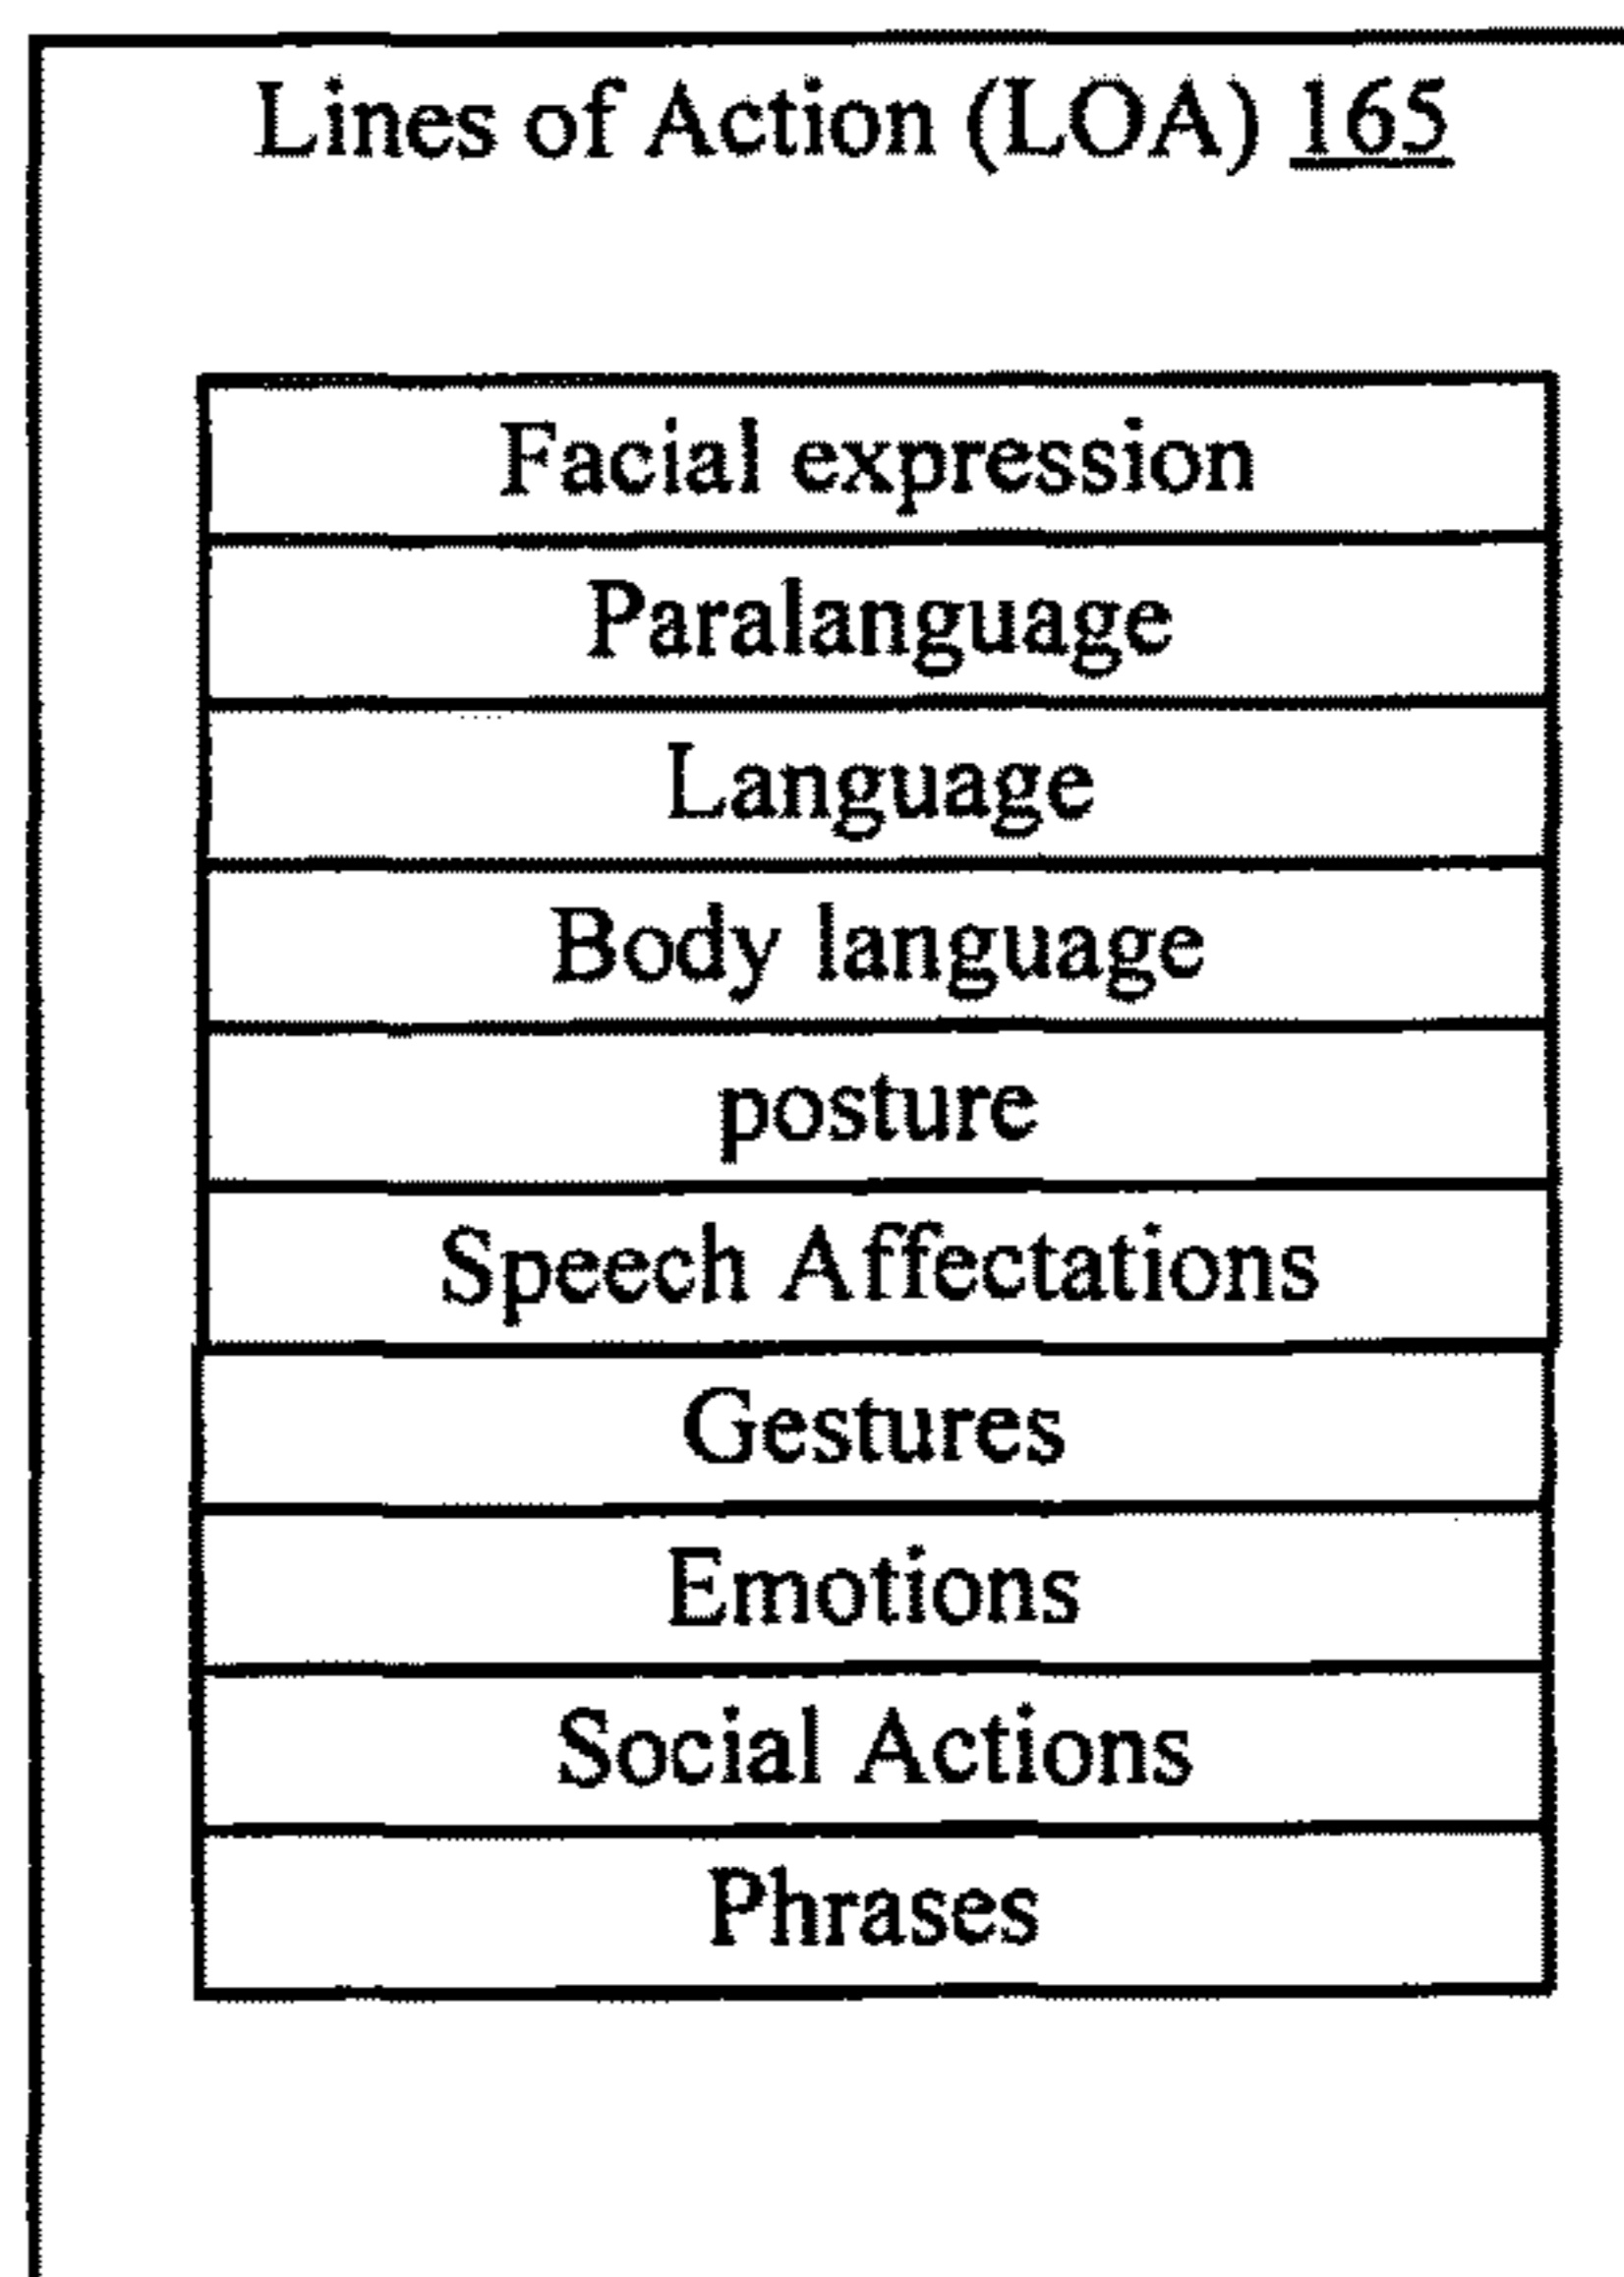 Lines of Action (LOA) 165
Facial expression
Paralanguage
Language
Body language
posture
Speech Affectations
Gestures
Emotions
Social Actions
Phrases